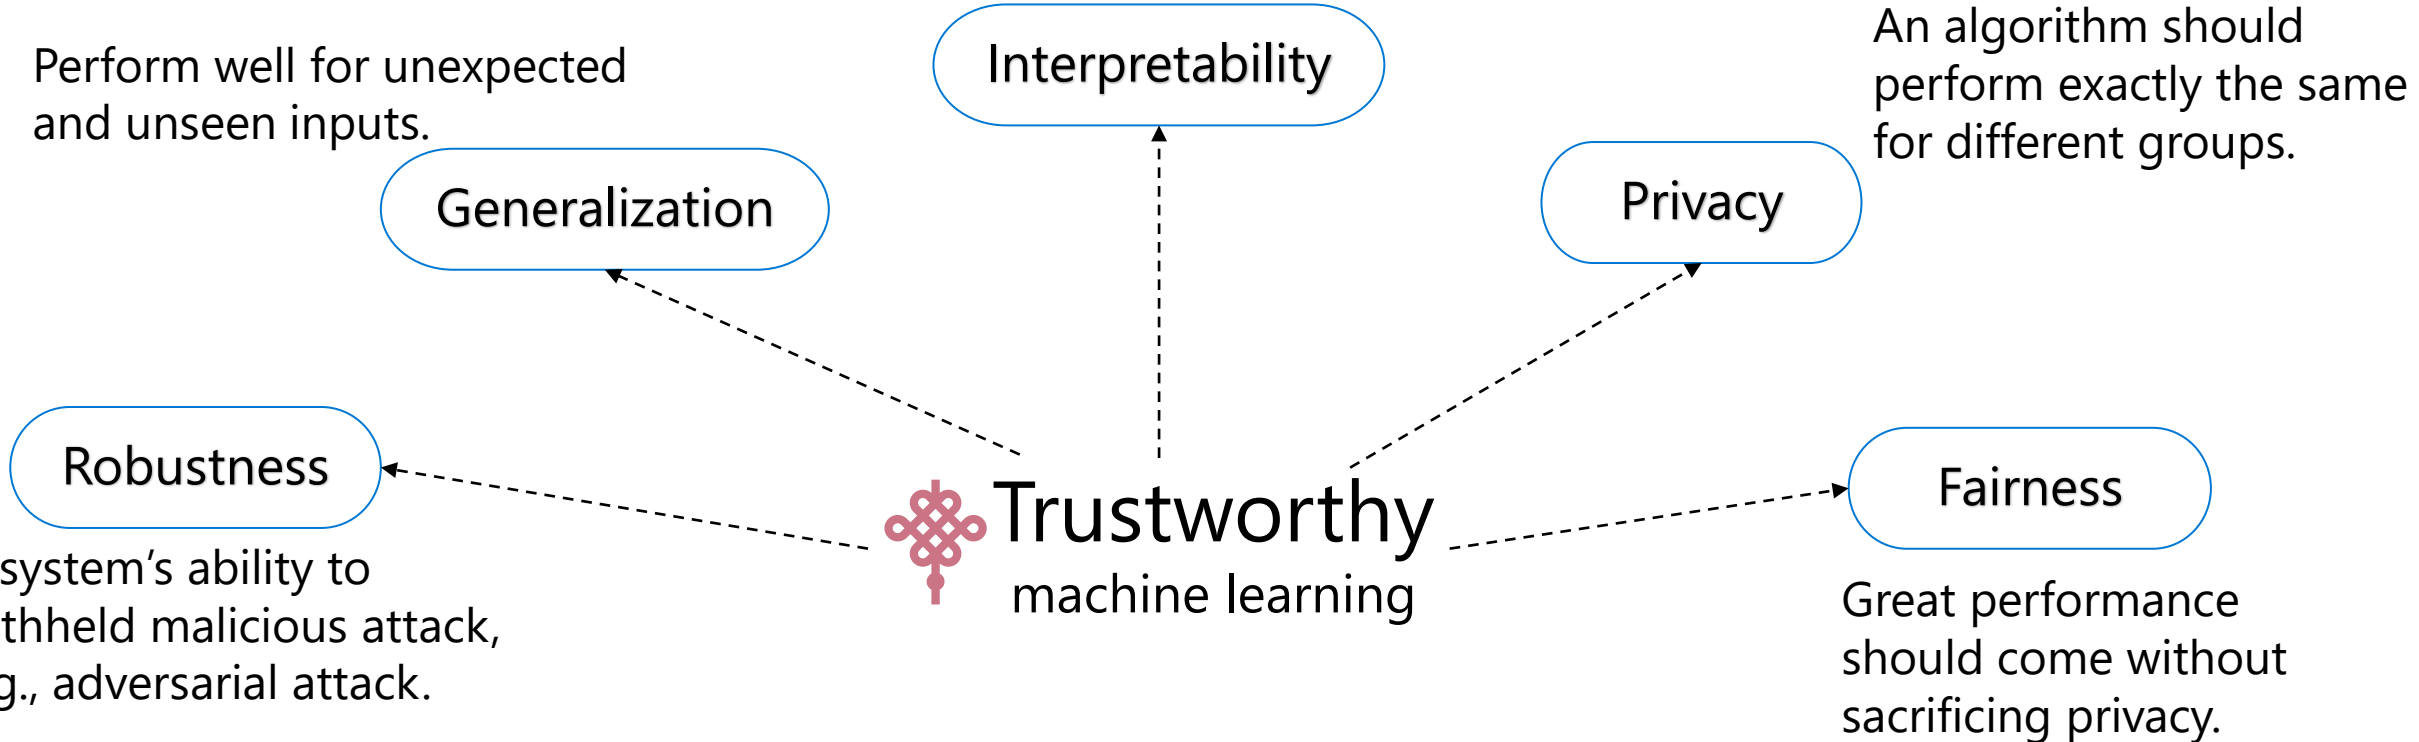 Interpretability
Perform well for unexpected
and unseen inputs.
Generalization
An algorithm should
perform exactly the same
for different groups.
Privacy
Robustness
system’s ability to
thheld malicious attack,
g., adversarial attack.
Trustworthy
machine learning
Fairness
Great performance
should come without
sacrificing privacy.